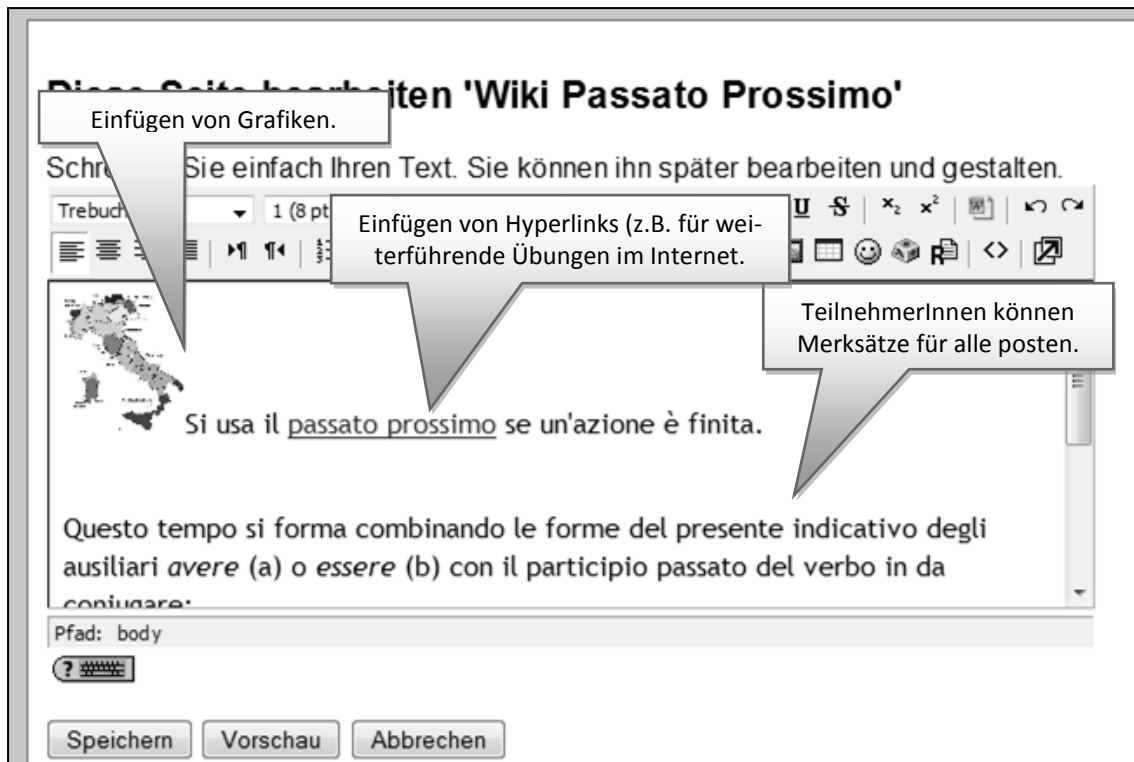 Diese Seite bearbeiten 'Wiki Passato Prossimo'
Einfügen von Grafiken.
Schre Sie einfach Ihren Text. Sie können ihn später bearbeiten und gestalten.
Trebuch 1 (8 pt U S x₂ x²
Einfügen von Hyperlinks (z.B. für wei-
terführende Übungen im Internet.
TeilnehmerInnen können
Merksätze für alle posten.
Si usa il passato prossimo se un'azione è finita.
Questo tempo si forma combinando le forme del presente indicativo degli
ausiliari avere (a) o essere (b) con il participio passato del verbo in da
coniugare:
Pfad: body
?
Speichern Vorschau Abbrechen